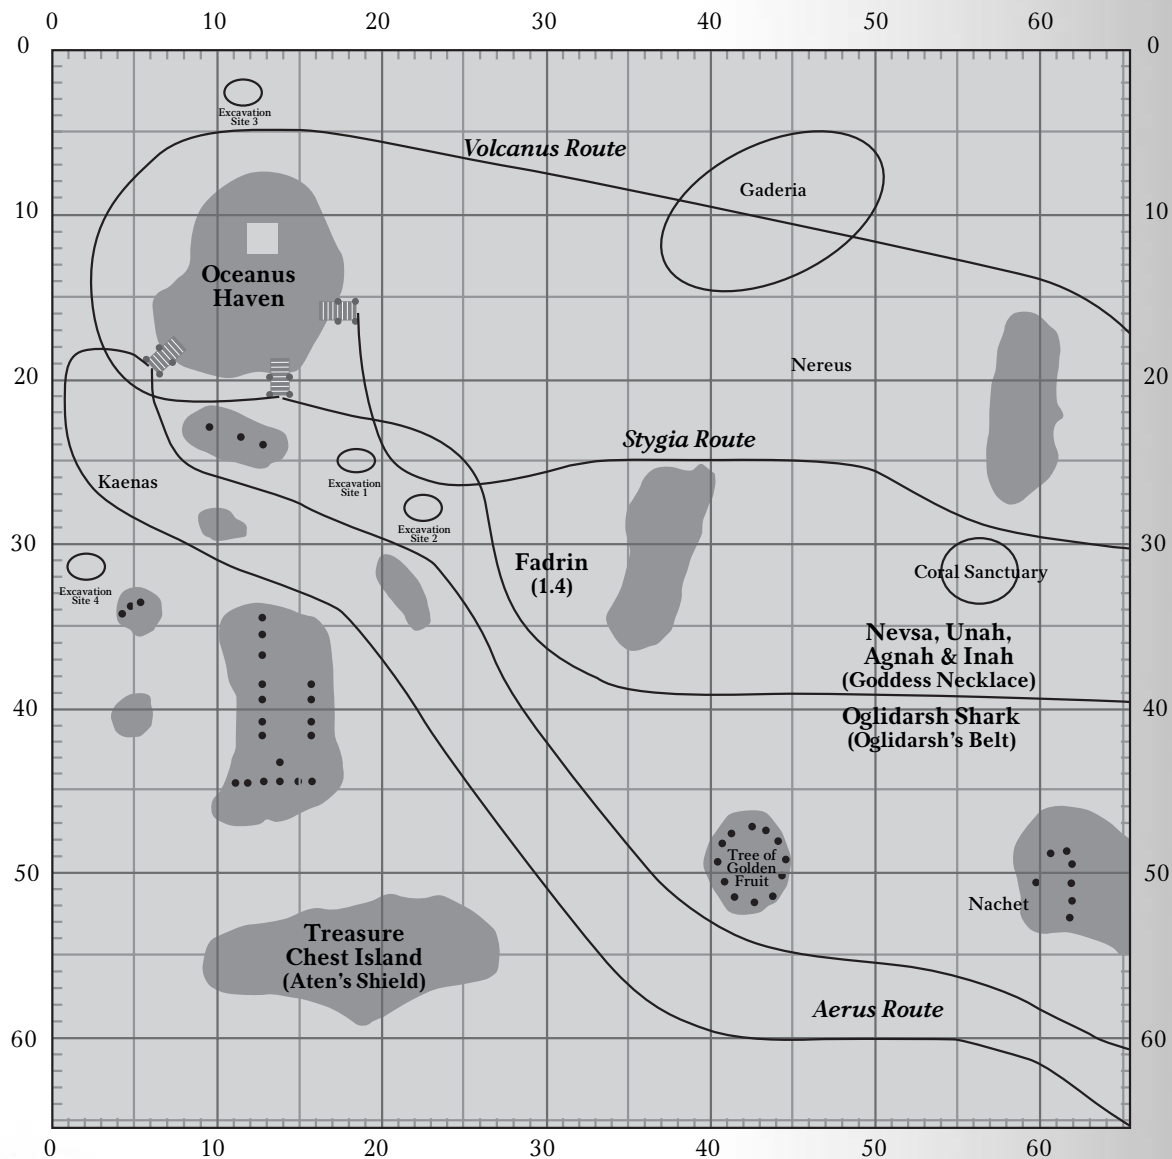 0 10 20 30 40 50 60
0 0
Excavation
Site 3
Volcanus Route
Gaderia
10 10
Oceanus
Haven
Nereus
20 20
Stygia Route
Kaenas
Excavation
Site 1
Excavation
Site 2
30 30
Fadrin
(1.4)
Coral Sanctuary
Excavation
Site 4
Nevsa, Unah,
Agnah & Inah
(Goddess Necklace)
40 40
Oglidarsh Shark
(Oglidarsh's Belt)
Tree of
Golden
Fruit
50 50
Nachet
Treasure
Chest Island
(Aten's Shield)
Aerus Route
60 60
0 10 20 30 40 50 60